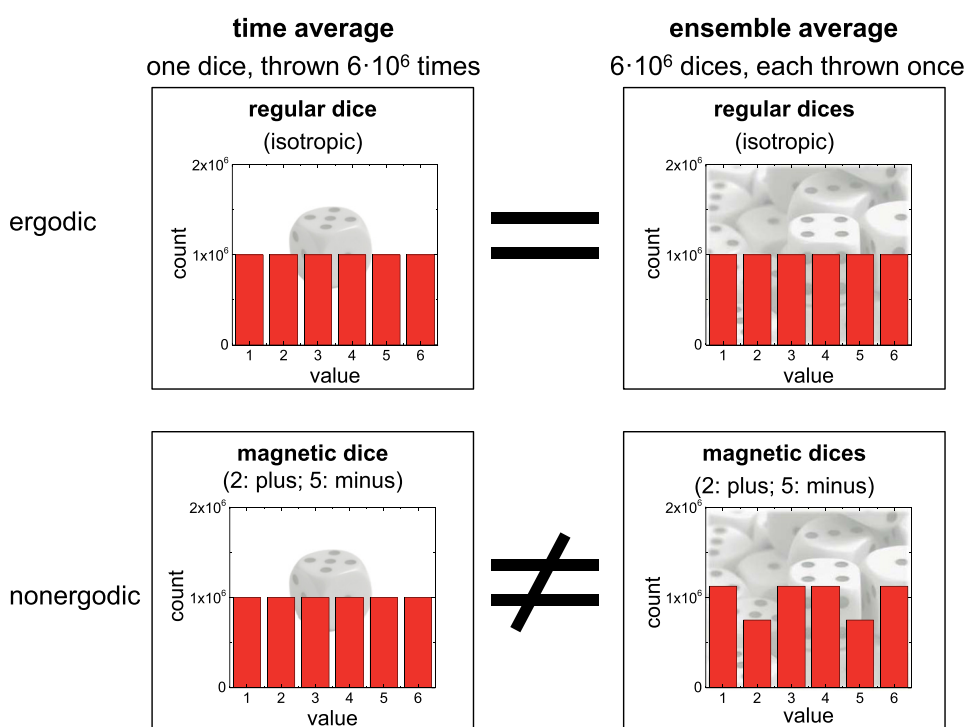 time average
one dice, thrown 6·10⁶ times
ensemble average
6·10⁶ dices, each thrown once
ergodic
regular dice
(isotropic)
2x10⁶
1x10⁶
0
count
1 2 3 4 5 6
value
regular dices
(isotropic)
2x10⁶
1x10⁶
0
count
1 2 3 4 5 6
value
nonergodic
magnetic dice
(2: plus; 5: minus)
2x10⁶
1x10⁶
0
count
1 2 3 4 5 6
value
magnetic dices
(2: plus; 5: minus)
2x10⁶
1x10⁶
0
count
1 2 3 4 5 6
value